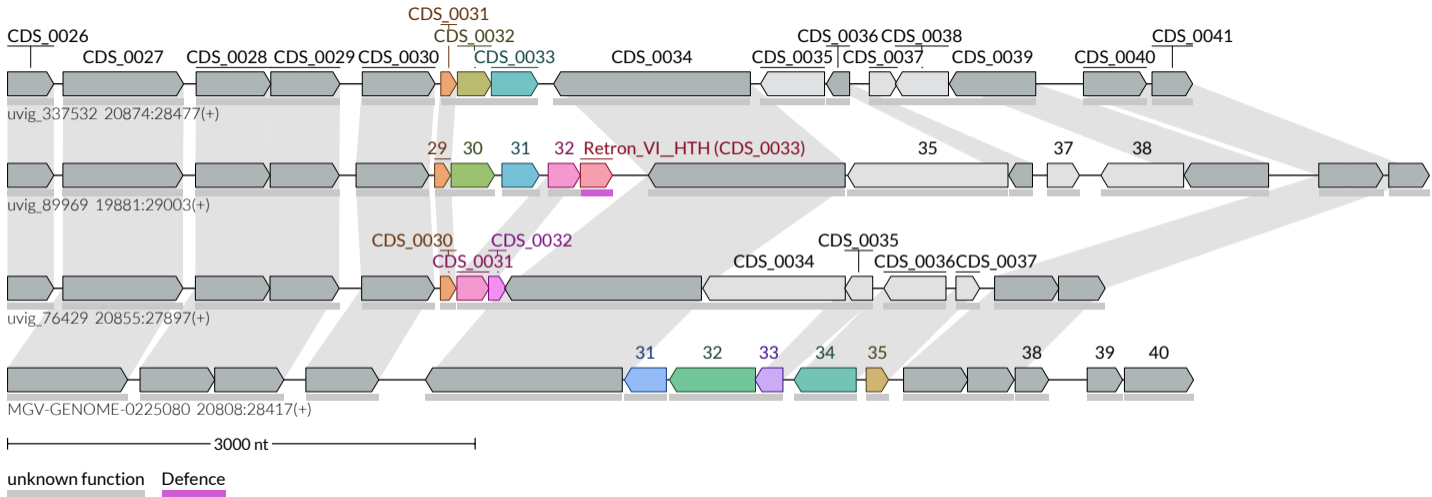 CDS_0031
CDS_0026 CDS_0032 CDS_0036 CDS_0038 CDS_0041
CDS_0027 CDS_0028 CDS_0029 CDS_0030 CDS_0033 CDS_0034 CDS_0035 CDS_0037 CDS_0039 CDS_0040
uvig_337532 20874:28477(+)
29 30 31 32 Retron_VI__HTH (CDS_0033) 35 37 38
uvig_89969 19881:29003(+)
CDS_0030 CDS_0032 CDS_0035
CDS_0031 CDS_0034 CDS_0036 CDS_0037
uvig_76429 20855:27897(+)
31 32 33 34 35 38 39 40
MGV-GENOME-0225080 20808:28417(+)
3000 nt
unknown function Defence